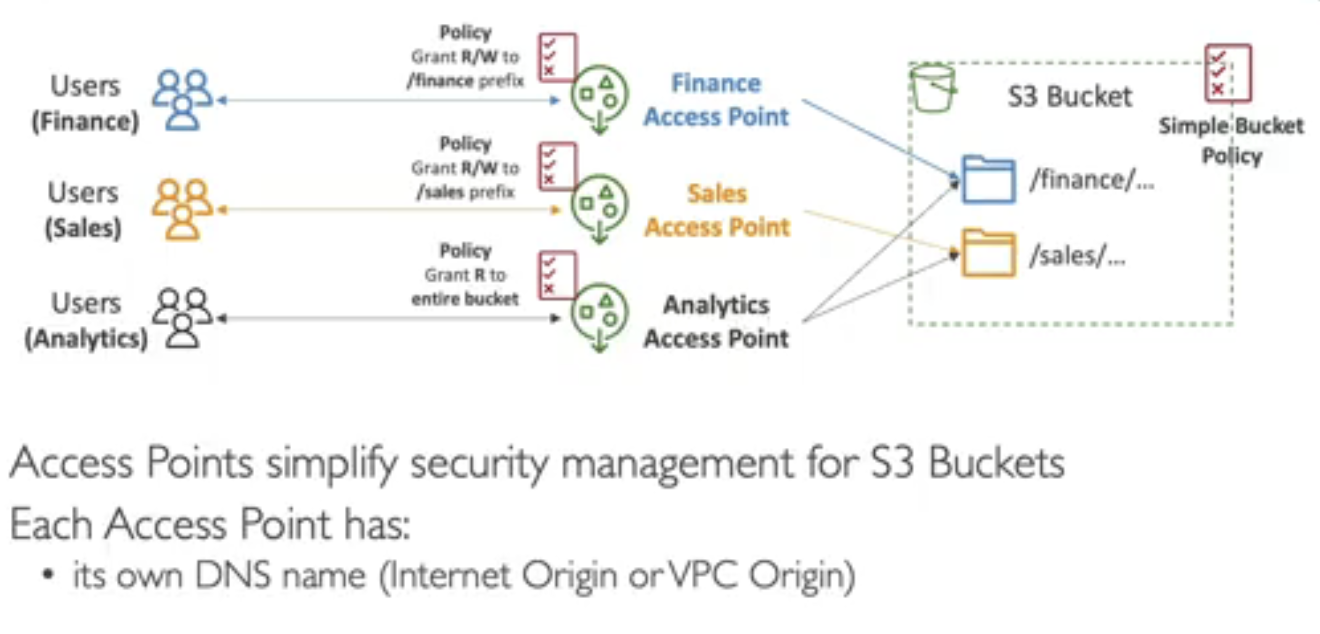 Policy
Grant R/W to
/finance prefix
Users
(Finance)
Finance
Access Point
S3 Bucket
Simple Bucket
Policy
Policy
Grant R/W to
/sales prefix
Users
(Sales)
Sales
Access Point
/finance/...
/sales/...
Policy
Grant R to
entire bucket
Users
(Analytics)
Analytics
Access Point
Access Points simplify security management for S3 Buckets
Each Access Point has:
• its own DNS name (Internet Origin or VPC Origin)